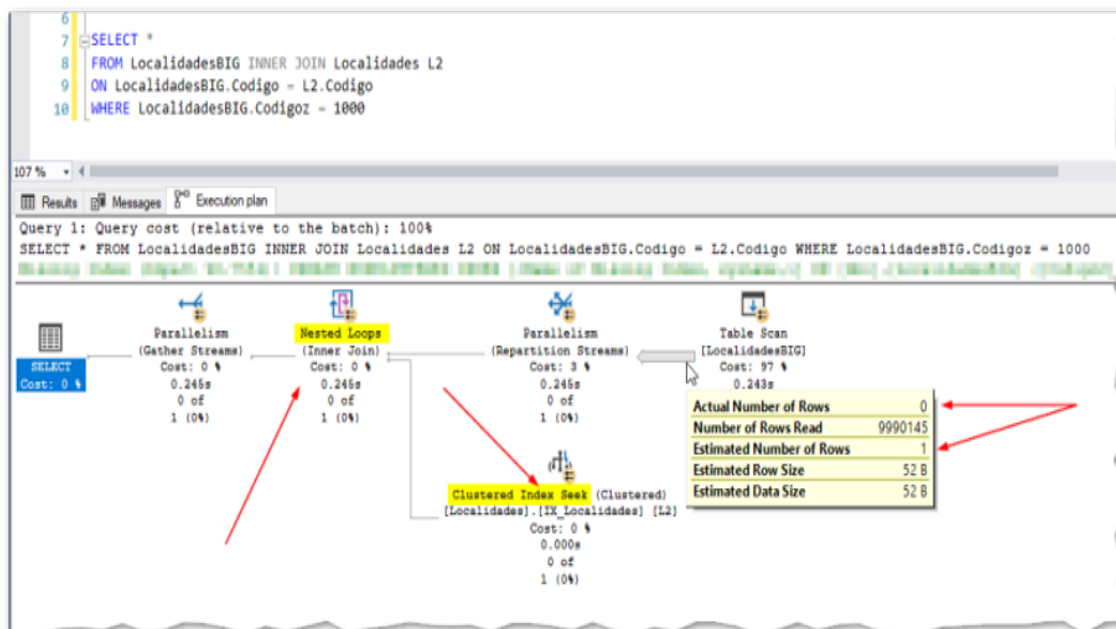 6
7 SELECT *
8 FROM LocalidadesBIG INNER JOIN Localidades L2
9 ON LocalidadesBIG.Codigo = L2.Codigo
10 WHERE LocalidadesBIG.Codigoz = 1000
107 %
Results Messages Execution plan
Query 1: Query cost (relative to the batch): 100%
SELECT * FROM LocalidadesBIG INNER JOIN Localidades L2 ON LocalidadesBIG.Codigo = L2.Codigo WHERE LocalidadesBIG.Codigoz = 1000
SELECT
Cost: 0 %
Parallelism
(Gather Streams)
Cost: 0 %
0.245s
0 of
1 (0%)
Nested Loops
(Inner Join)
Cost: 0 %
0.245s
0 of
1 (0%)
Parallelism
(Repartition Streams)
Cost: 3 %
0.245s
0 of
1 (0%)
Table Scan
[LocalidadesBIG]
Cost: 97 %
0.243s
Actual Number of Rows 0
Number of Rows Read 9990145
Estimated Number of Rows 1
Estimated Row Size 52 B
Estimated Data Size 52 B
Clustered Index Seek (Clustered)
[Localidades].[IX_Localidades] [L2]
Cost: 0 %
0.000s
0 of
1 (0%)